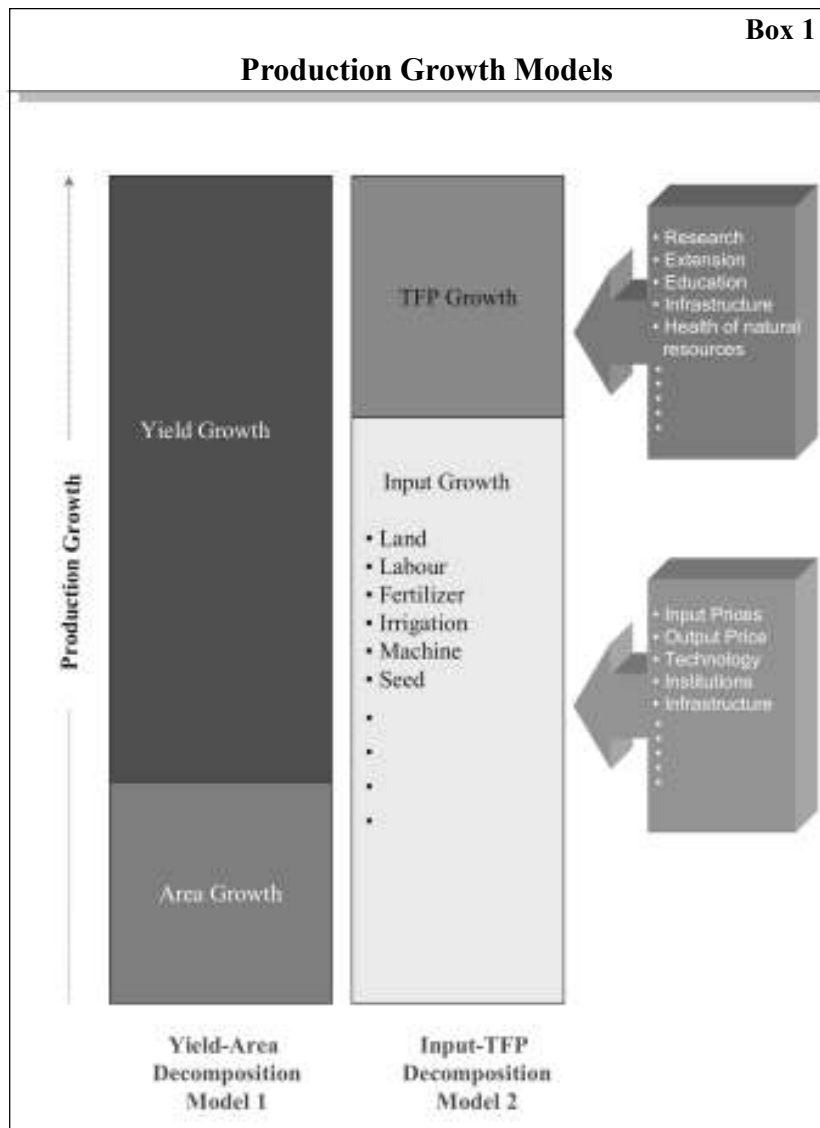 Box 1
Production Growth Models
Production Growth
Yield Growth
Area Growth
TFP Growth
Input Growth
• Land
• Labour
• Fertilizer
• Irrigation
• Machine
• Seed
•
•
•
•
• Research
• Extension
• Education
• Infrastructure
• Health of natural
resources
•
•
•
•
•
• Input Prices
• Output Price
• Technology
• Institutions
• Infrastructure
•
•
•
•
•
Yield-Area
Decomposition
Model 1
Input-TFP
Decomposition
Model 2